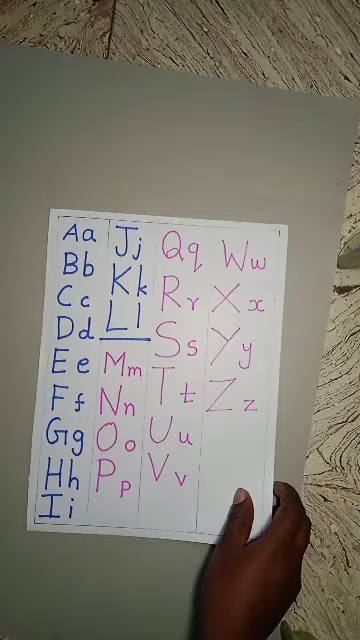 Aa
Bb
Cc
Dd
Ee
Ff
Gg
Hh
Ii
Jj
Kk
Ll
Mm
Nn
Oo
Pp
Qq
Rr
Ss
Tt
Uu
Vv
Ww
Xx
Yy
Zz